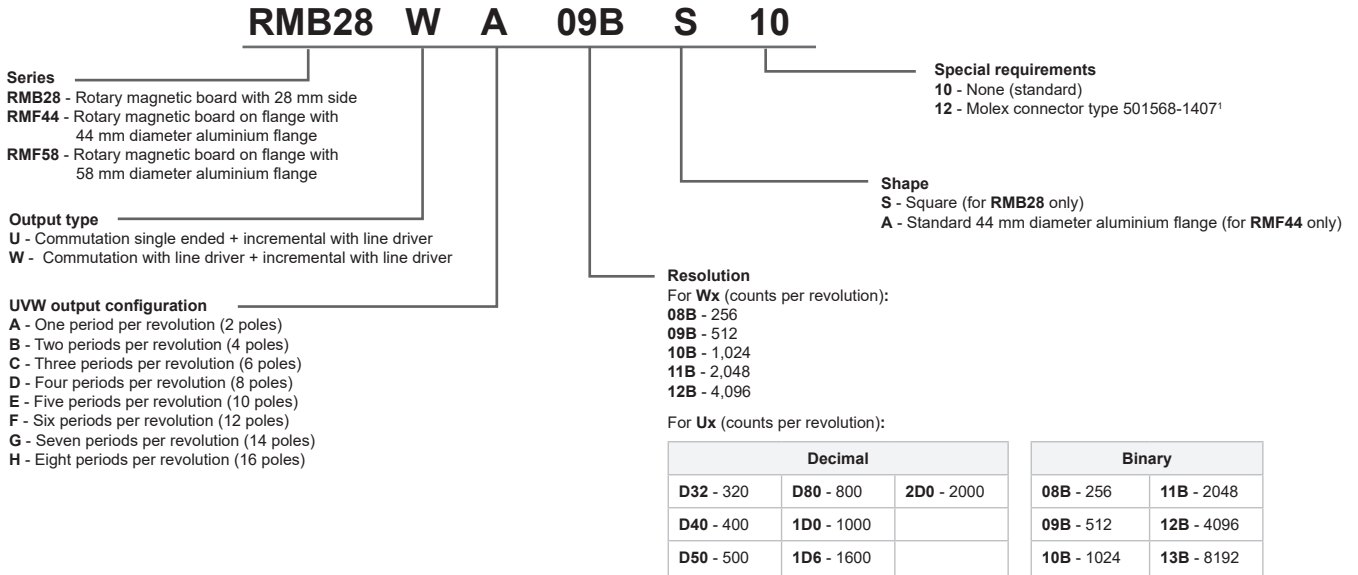 RMB28 W A 09B S 10
Series
RMB28 - Rotary magnetic board with 28 mm side
RMF44 - Rotary magnetic board on flange with
44 mm diameter aluminium flange
RMF58 - Rotary magnetic board on flange with
58 mm diameter aluminium flange
Output type
U - Commutation single ended + incremental with line driver
W - Commutation with line driver + incremental with line driver
UVW output configuration
A - One period per revolution (2 poles)
B - Two periods per revolution (4 poles)
C - Three periods per revolution (6 poles)
D - Four periods per revolution (8 poles)
E - Five periods per revolution (10 poles)
F - Six periods per revolution (12 poles)
G - Seven periods per revolution (14 poles)
H - Eight periods per revolution (16 poles)
Special requirements
10 - None (standard)
12 - Molex connector type 501568-1407¹
Shape
S - Square (for RMB28 only)
A - Standard 44 mm diameter aluminium flange (for RMF44 only)
Resolution
For Wx (counts per revolution):
08B - 256
09B - 512
10B - 1,024
11B - 2,048
12B - 4,096
For Ux (counts per revolution):
Decimal
D32 - 320 D80 - 800 2D0 - 2000
D40 - 400 1D0 - 1000
D50 - 500 1D6 - 1600
Binary
08B - 256 11B - 2048
09B - 512 12B - 4096
10B - 1024 13B - 8192